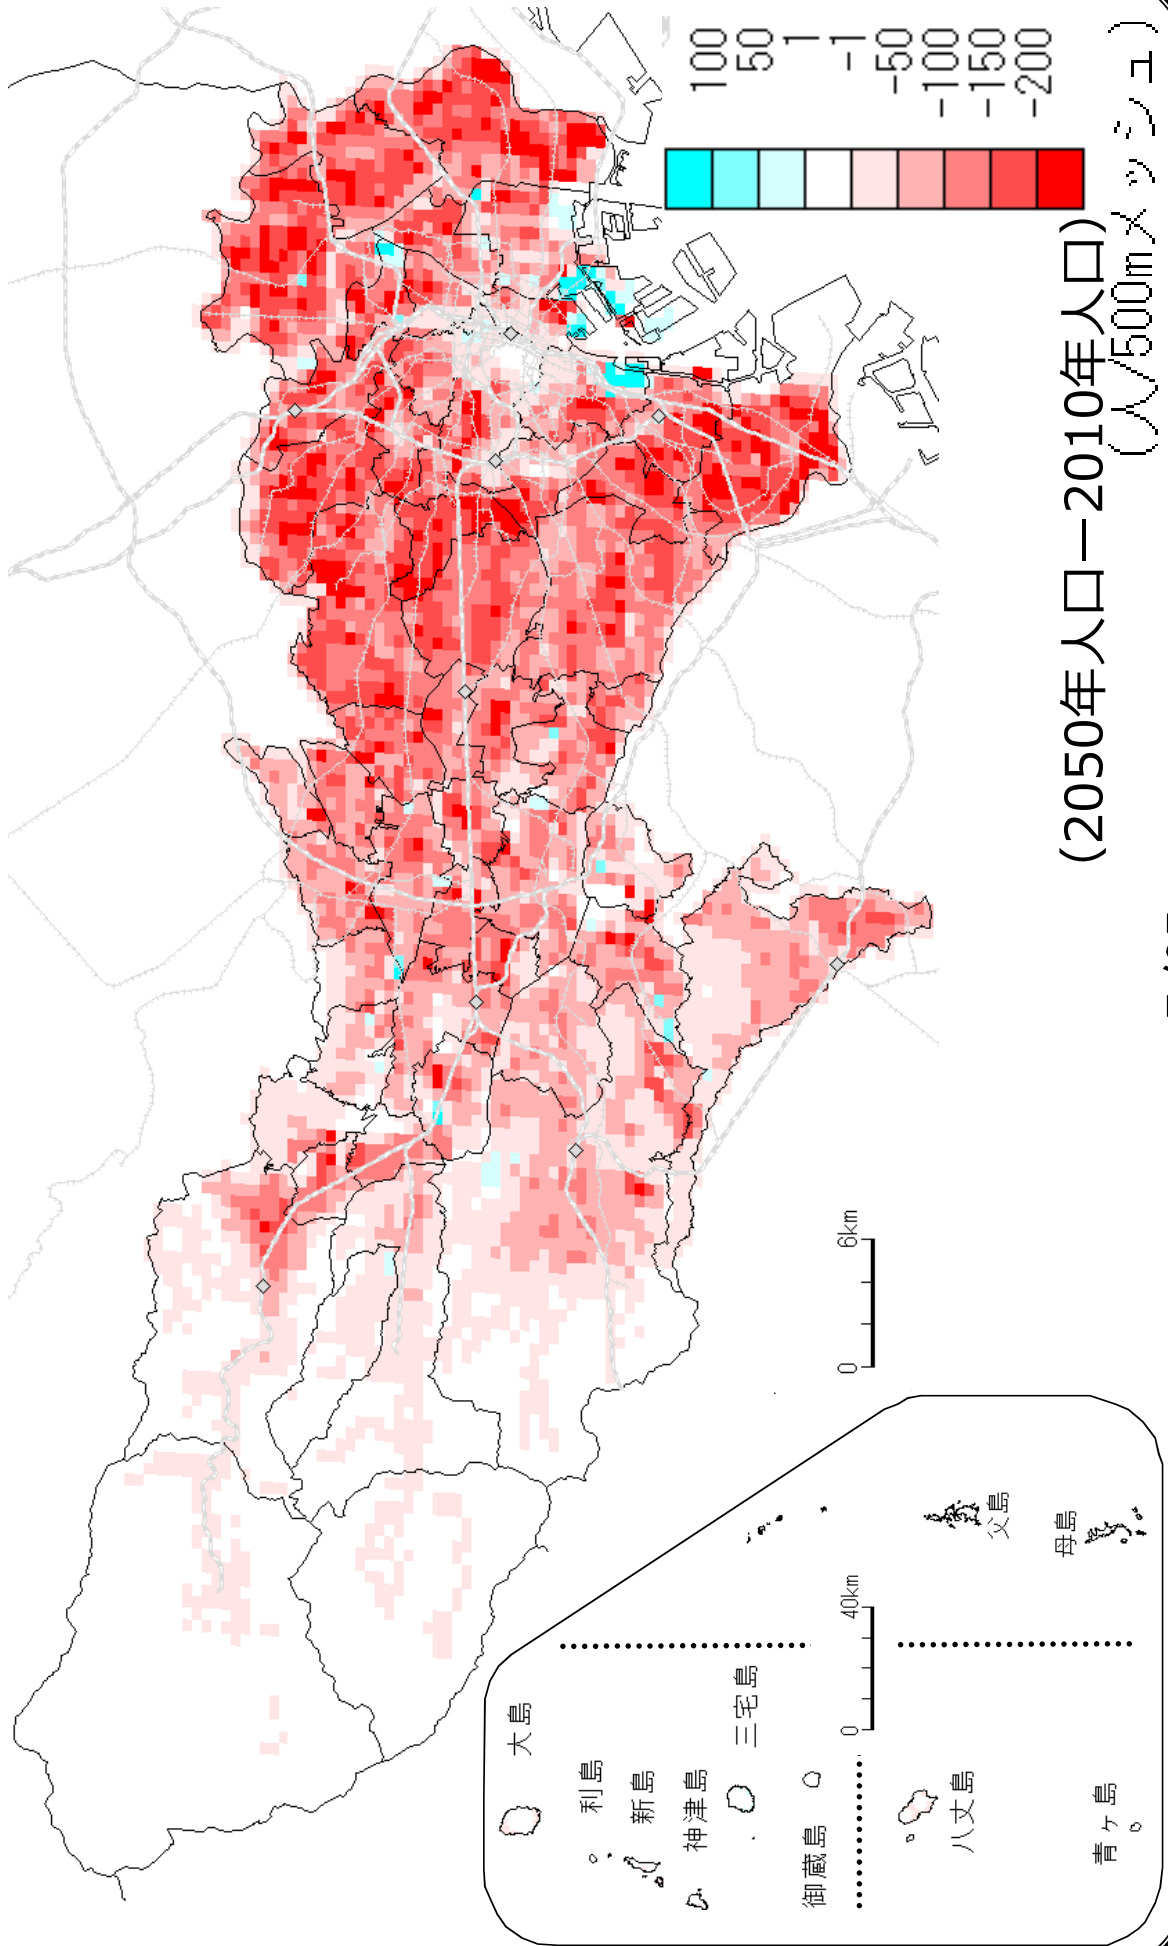 100
50
1
-1
-50
-100
-150
-200
(2050年人口―2010年人口)
(人/500mメッシュ)
0
6km
大島
利島
新島
神津島
三宅島
御蔵島
0
40km
八丈島
青ヶ島
父島
母島